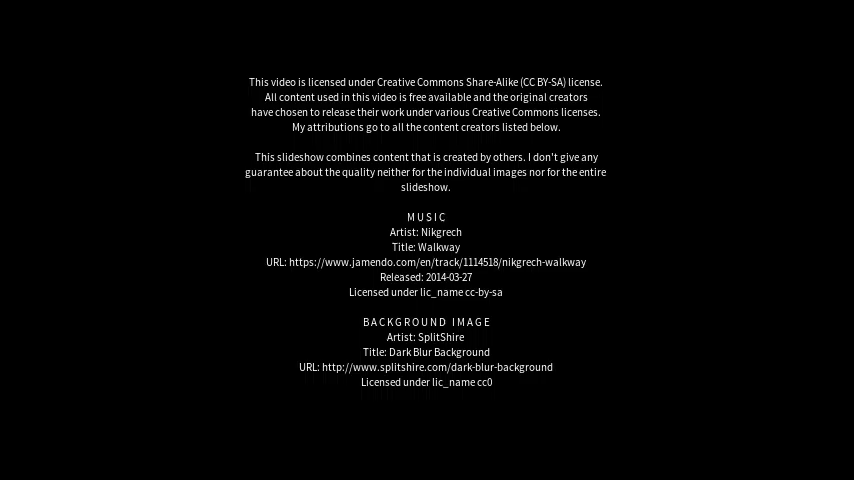 This video is licensed under Creative Commons Share-Alike (CC BY-SA) license.
All content used in this video is free available and the original creators
have chosen to release their work under various Creative Commons licenses.
My attributions go to all the content creators listed below.
This slideshow combines content that is created by others. I don't give any
guarantee about the quality neither for the individual images nor for the entire
slideshow.
MUSIC
Artist: Nikgrech
Title: Walkway
URL: https://www.jamendo.com/en/track/1114518/nikgrech-walkway
Released: 2014-03-27
Licensed under lic_name cc-by-sa
BACKGROUND IMAGE
Artist: SplitShire
Title: Dark Blur Background
URL: http://www.splitshire.com/dark-blur-background
Licensed under lic_name cc0